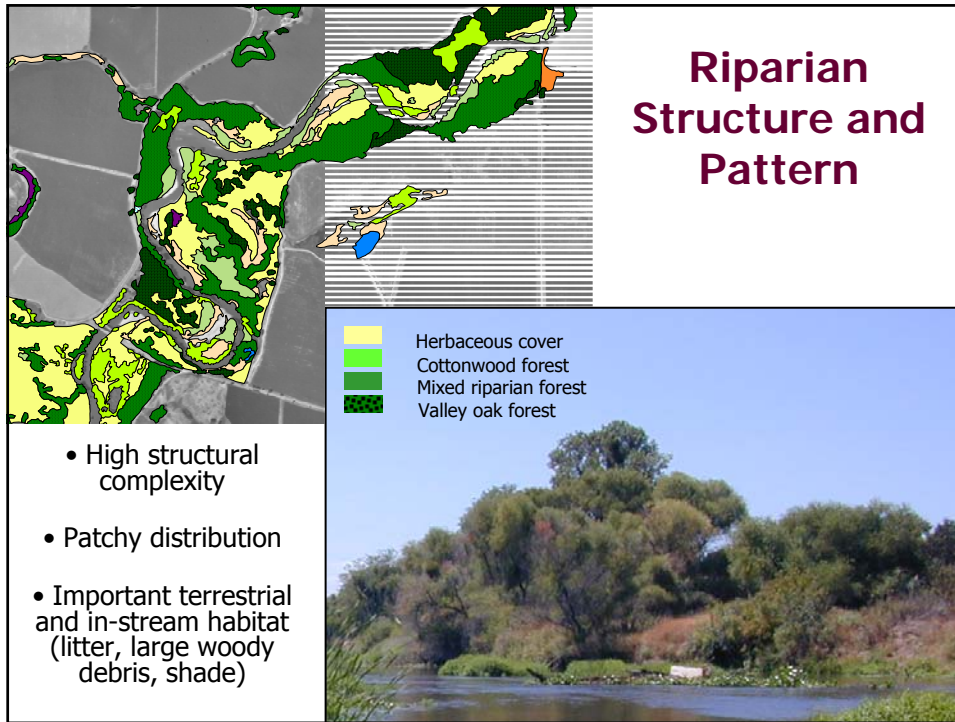 Riparian
Structure and
Pattern
Herbaceous cover
Cottonwood forest
Mixed riparian forest
Valley oak forest
• High structural
complexity
• Patchy distribution
• Important terrestrial
and in-stream habitat
(litter, large woody
debris, shade)